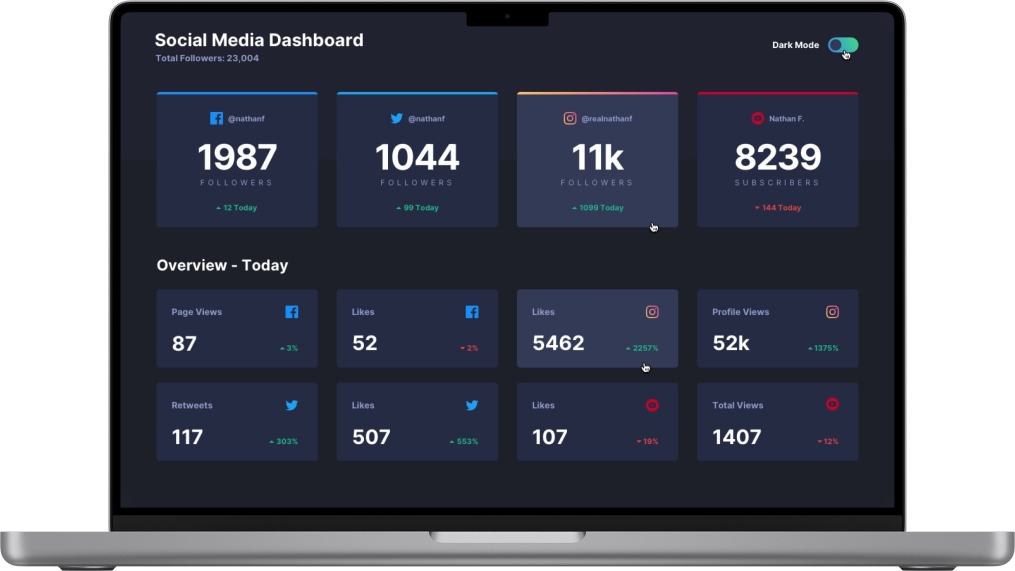 Social Media Dashboard
Total Followers: 23,004
Dark Mode
@nathanf
1987
FOLLOWERS
12 Today
@nathanf
1044
FOLLOWERS
99 Today
@realnathanf
11k
FOLLOWERS
1099 Today
Nathan F.
8239
SUBSCRIBERS
144 Today
Overview - Today
Page Views
87
3%
Likes
52
2%
Likes
5462
2257%
Profile Views
52k
1375%
Retweets
117
303%
Likes
507
553%
Likes
107
19%
Total Views
1407
12%